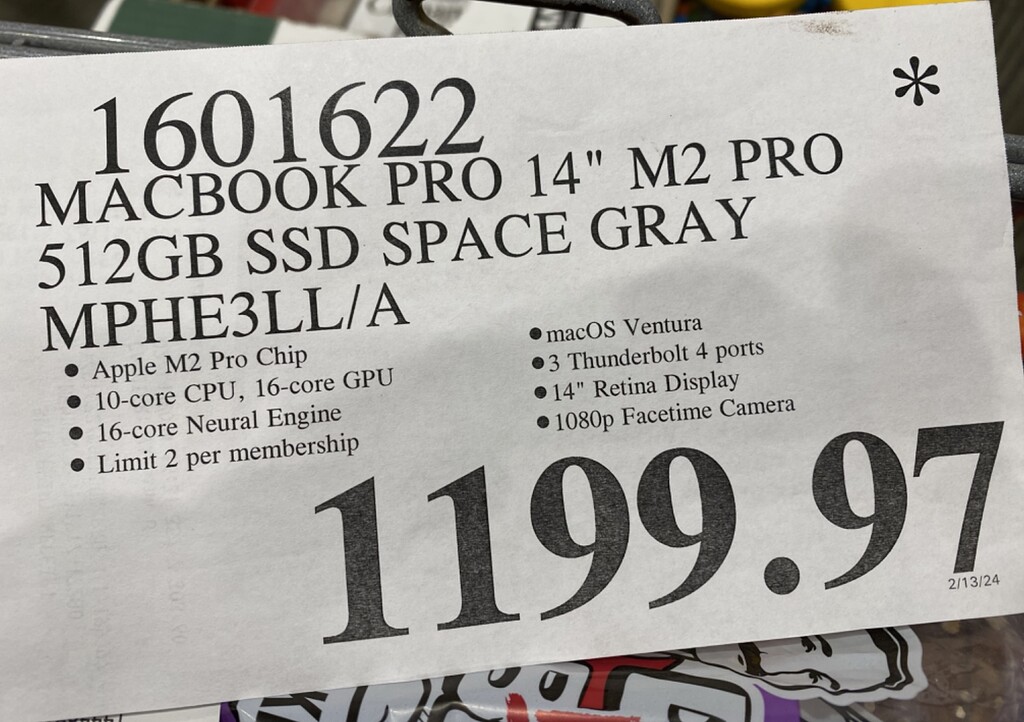 *
1601622
MACBOOK PRO 14" M2 PRO
512GB SSD SPACE GRAY
MPHE3LL/A
● Apple M2 Pro Chip
● 10-core CPU, 16-core GPU
● 16-core Neural Engine
● Limit 2 per membership
● macOS Ventura
● 3 Thunderbolt 4 ports
● 14" Retina Display
● 1080p Facetime Camera
1199.97
2/13/24